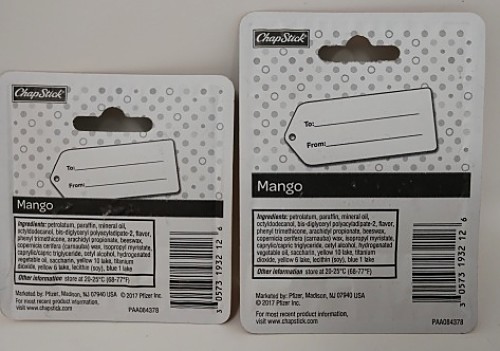 ChapStick
To:
From:
Mango
Ingredients: petrolatum, paraffin, mineral oil,
octyldodecanol, bis-diglyceryl polyacyladipate-2, flavor,
phenyl trimethicone, arachidyl propionate, beeswax,
copernicia cerifera (carnauba) wax, isopropyl myristate,
caprylic/capric triglyceride, cetyl alcohol, hydrogenated
vegetable oil, saccharin, yellow 10 lake, titanium
dioxide, yellow 6 lake, lecithin (soy), blue 1 lake
Other information store at 20-25°C (68-77°F)
Marketed by: Pfizer, Madison, NJ 07940 USA © 2017 Pfizer Inc.
For most recent product information,
visit www.chapstick.com
PAA084378
3 0573 1932 12 6
ChapStick
To:
From:
Mango
Ingredients: petrolatum, paraffin, mineral oil,
octyldodecanol, bis-diglyceryl polyacyladipate-2, flavor,
phenyl trimethicone, arachidyl propionate, beeswax,
copernicia cerifera (carnauba) wax, isopropyl myristate,
caprylic/capric triglyceride, cetyl alcohol, hydrogenated
vegetable oil, saccharin, yellow 10 lake, titanium
dioxide, yellow 6 lake, lecithin (soy), blue 1 lake
Other information store at 20-25°C (68-77°F)
Marketed by: Pfizer, Madison, NJ 07940 USA
© 2017 Pfizer Inc.
For most recent product information,
visit www.chapstick.com
PAA084378
3 0573 1932 12 6